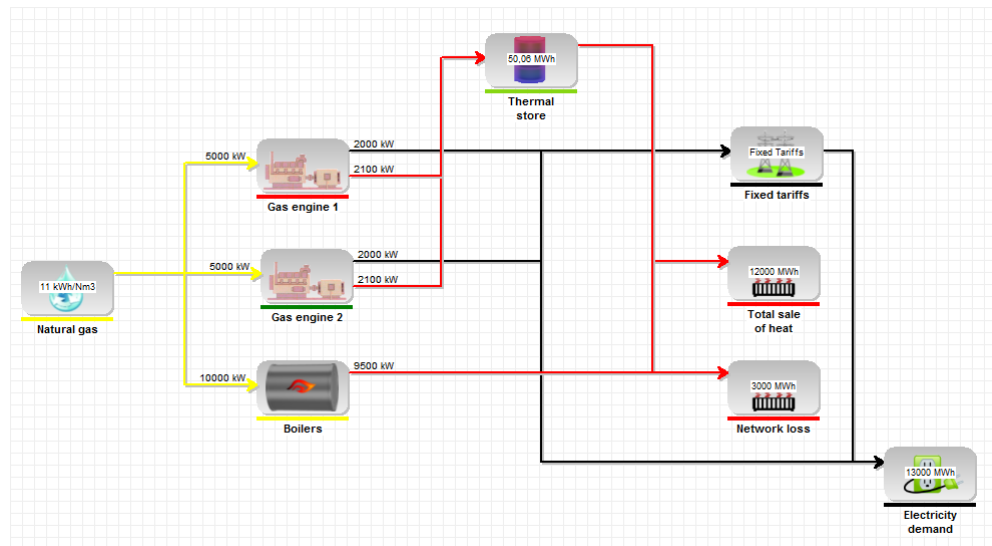 50,06 MWh
Thermal
store
2000 kW
5000 kW
2100 kW
Gas engine 1
Fixed Tariffs
Fixed tariffs
2000 kW
5000 kW
2100 kW
Gas engine 2
11 kWh/Nm3
Natural gas
12000 MWh
Total sale
of heat
9500 kW
10000 kW
Boilers
3000 MWh
Network loss
13000 MWh
Electricity
demand